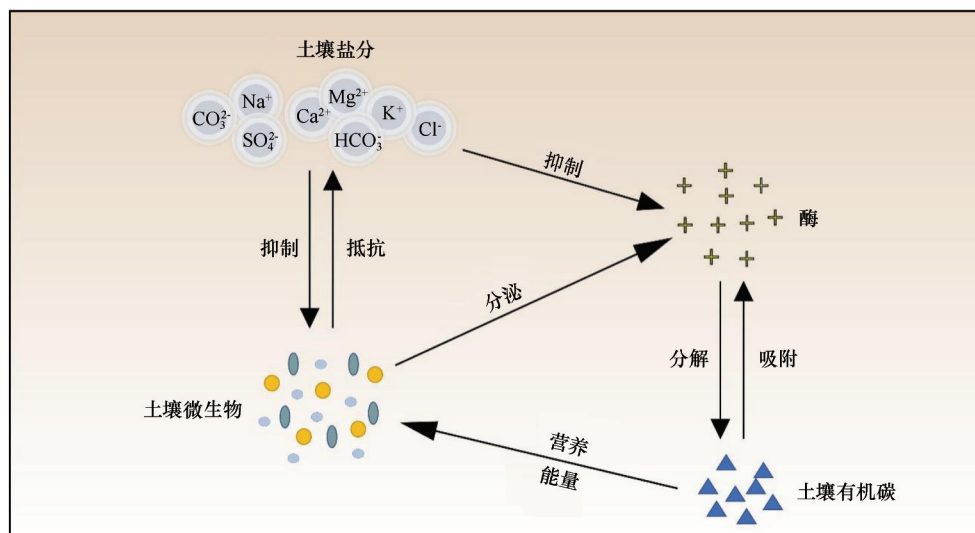 土壤盐分
Na⁺
Mg²⁺
CO₃²⁻
Ca²⁺
K⁺
SO₄²⁻
HCO₃⁻
Cl⁻
抑制
酶
抑制
抵抗
分泌
分解
吸附
土壤微生物
营养
能量
土壤有机碳